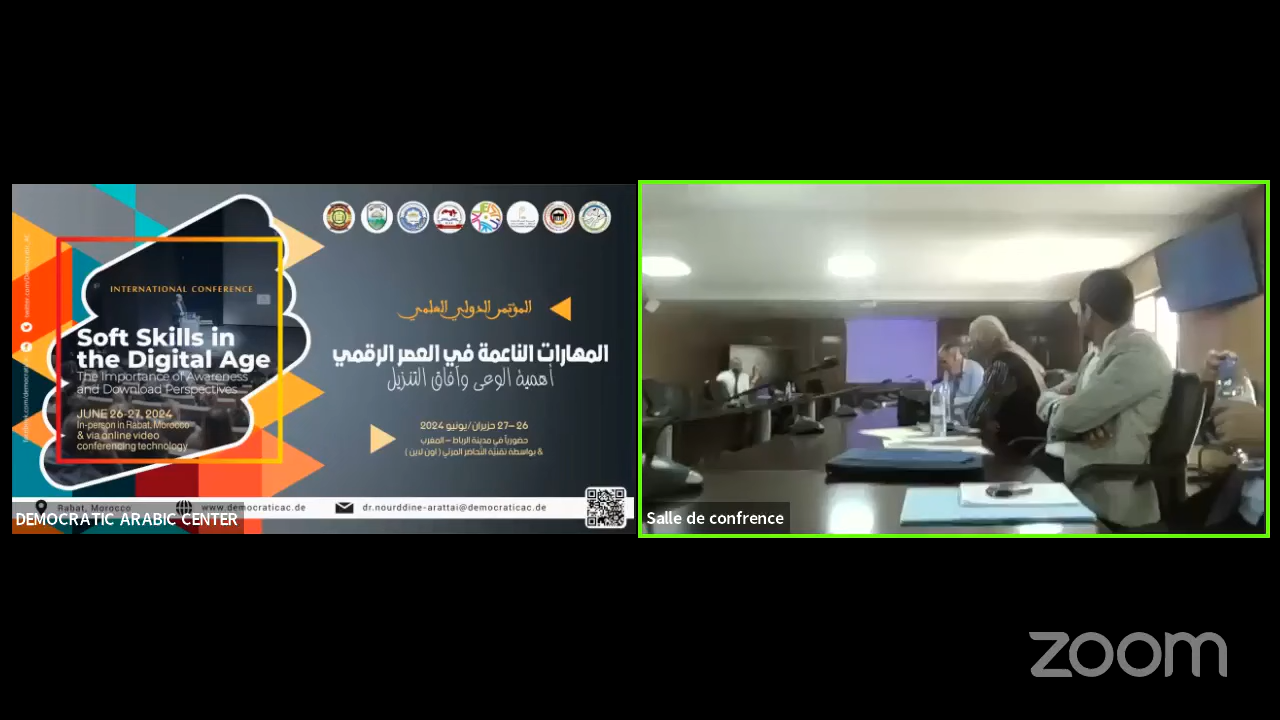 INTERNATIONAL CONFERENCE
Soft Skills in
the Digital Age
The Importance of Awareness
and Download Perspectives
JUNE 26-27, 2024
In-person in Rabat, Morocco
& via online video
conferencing technology
المؤتمر الدولي العلمي
المهارات الناعمة في العصر الرقمي
أهمية الوعي وآفاق التنزيل
26–27 حزيران/يونيو 2024
حضورياً في مدينة الرباط – المغرب
& بواسطة تقنيّة التّحاضر المرئي ( اون لاين )
Rabat, Morocco
www.democraticac.de
dr.nourddine-arattai@democraticac.de
DEMOCRATIC ARABIC CENTER
Salle de confrence
zoom